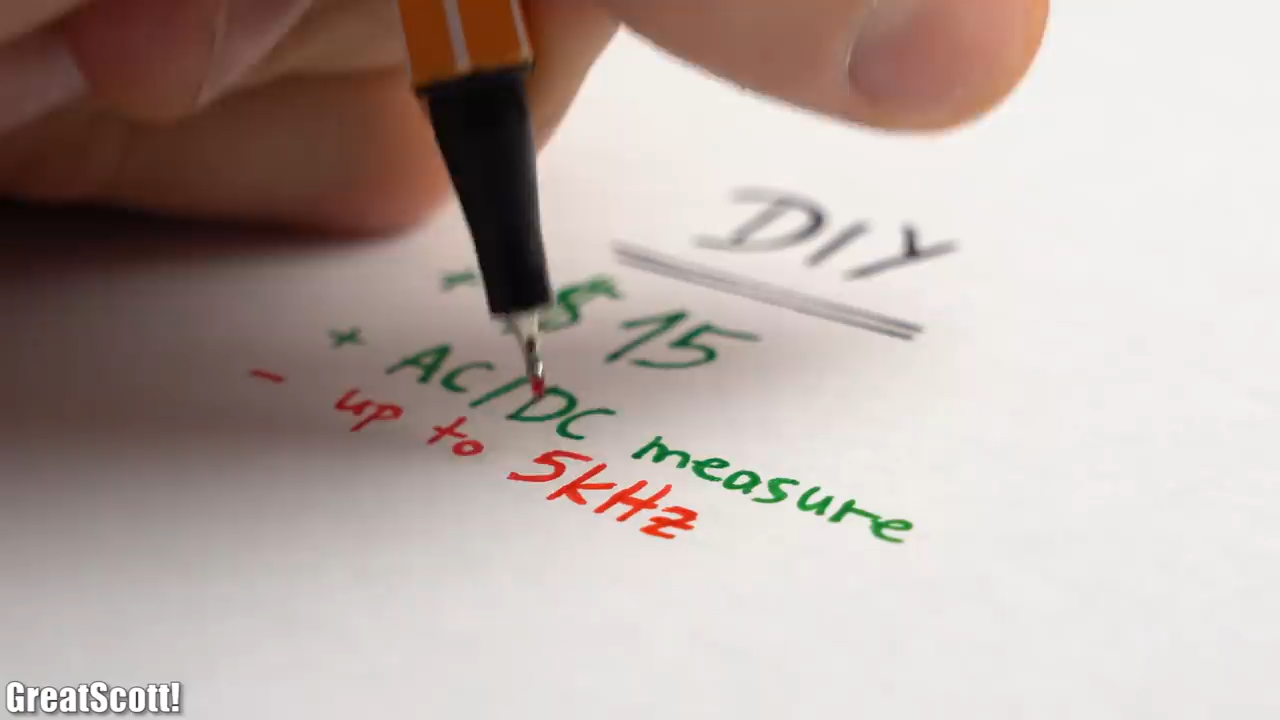 DIY
+ $ 15
+ AC/DC measure
- up to 5kHz
GreatScott!